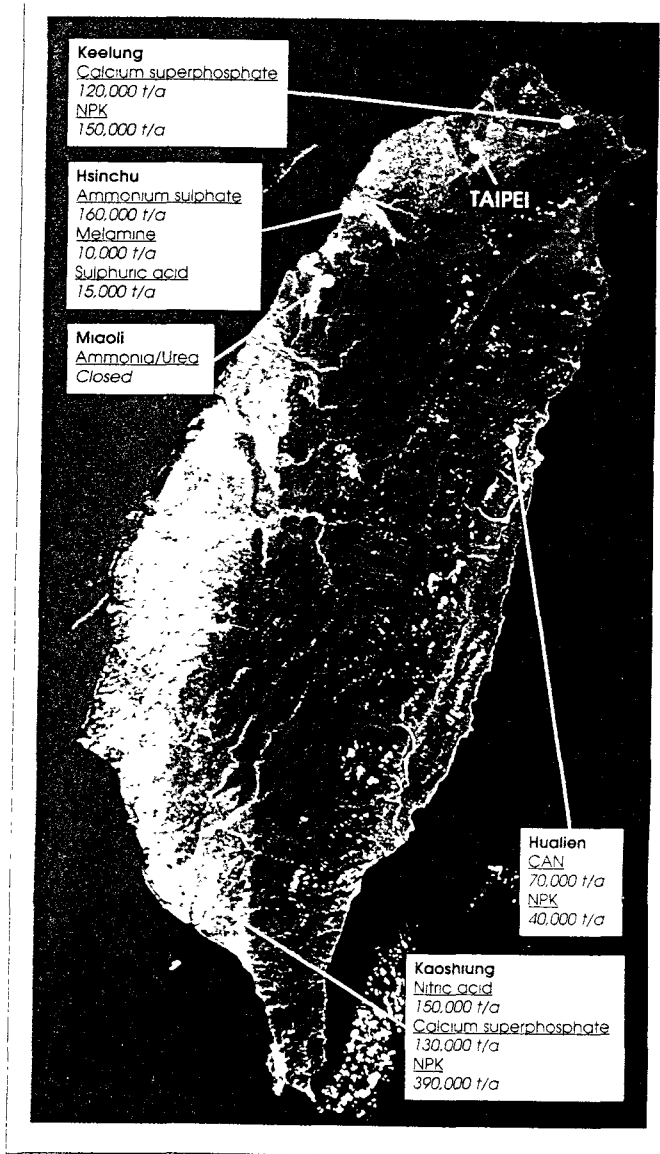 Keelung
Calcium superphosphate
120,000 t/a
NPK
150,000 t/a
TAIPEI
Hsinchu
Ammonium sulphate
160,000 t/a
Melamine
10,000 t/a
Sulphuric acid
15,000 t/a
Miaoli
Ammonia/Urea
Closed
Hualien
CAN
70,000 t/a
NPK
40,000 t/a
Kaoshiung
Nitric acid
150,000 t/a
Calcium superphosphate
130,000 t/a
NPK
390,000 t/a